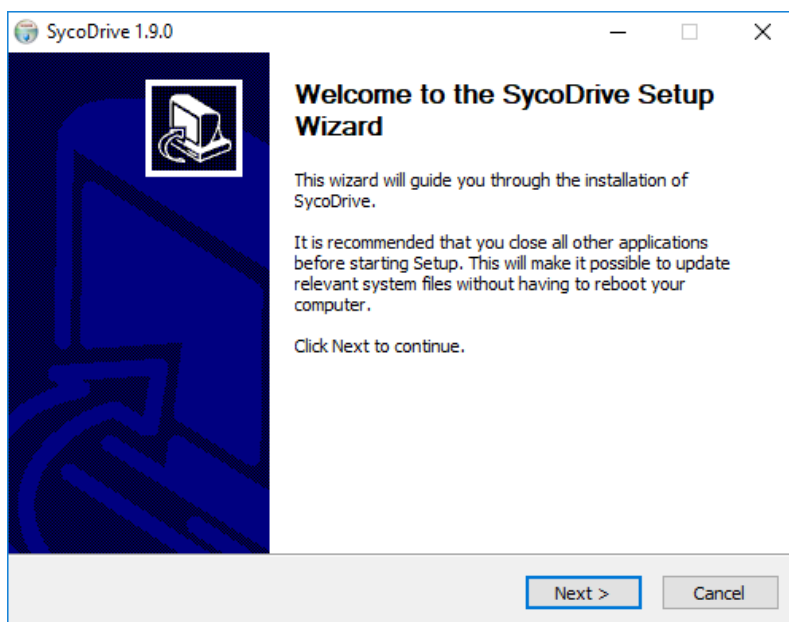 SycoDrive 1.9.0
Welcome to the SycoDrive Setup
Wizard
This wizard will guide you through the installation of
SycoDrive.
It is recommended that you close all other applications
before starting Setup. This will make it possible to update
relevant system files without having to reboot your
computer.
Click Next to continue.
Next >
Cancel